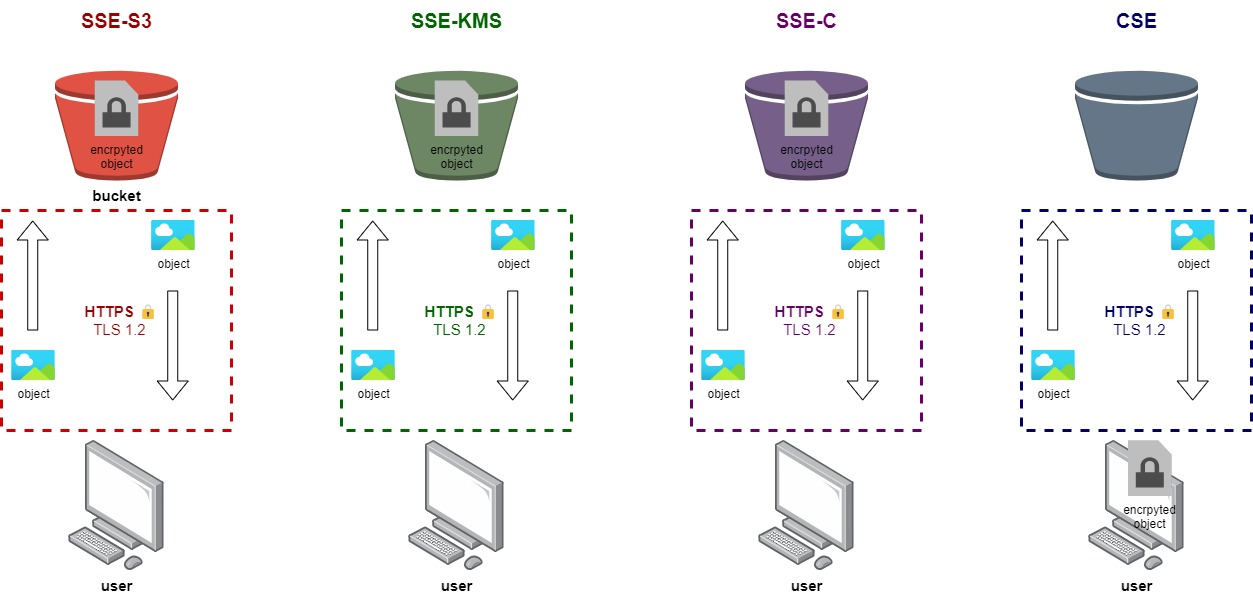 SSE-S3
SSE-KMS
SSE-C
CSE
encrpyted
object
encrpyted
object
encrpyted
object
bucket
object
object
object
object
HTTPS
TLS 1.2
HTTPS
TLS 1.2
HTTPS
TLS 1.2
HTTPS
TLS 1.2
object
object
object
object
encrpyted
object
user
user
user
user